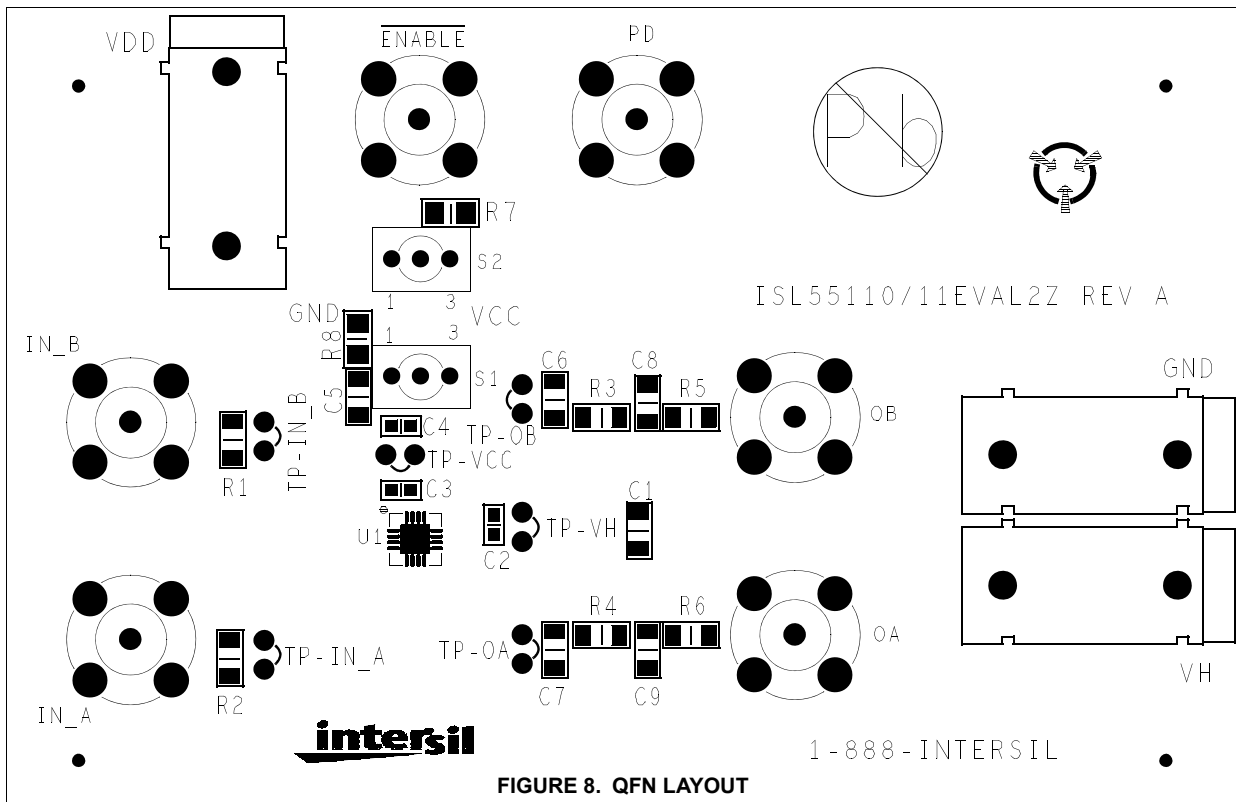 VDD
ENABLE
PD
Pb
R7
S2
1 3
GND
VCC
R8
1 3
S1
ISL55110/11EVAL2Z REV A
IN_B
C5
C6
C8
R3
R5
GND
OB
C4
TP-OB
TP-IN_B
TP-VCC
R1
C3
C1
U1
TP-VH
C2
R4
R6
TP-IN_A
TP-OA
OA
R2
C7
C9
VH
IN_A
intersil
1-888-INTERSIL
FIGURE 8. QFN LAYOUT